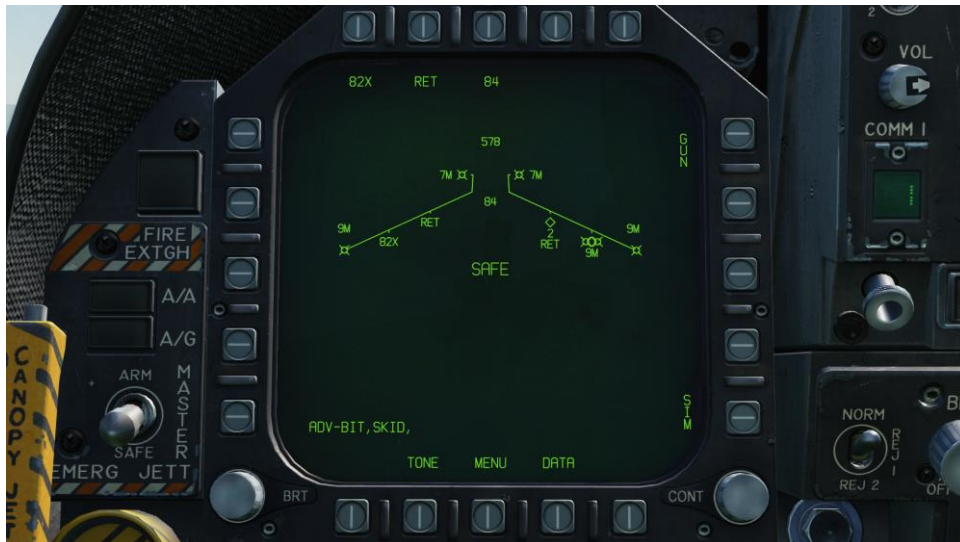 2
VOL
COMM 1
82X RET 84
GUN
578
7M 7M
84
9M RET 2 9M
82X RET 9M
SAFE
FIRE
EXTGH
A/A
A/G
MASTER
ARM
SAFE
EMERG JETT
CANOPY
SIM
ADV-BIT,SKID,
TONE MENU DATA
BRT
CONT
NORM
REJ 1
REJ 2
OFF